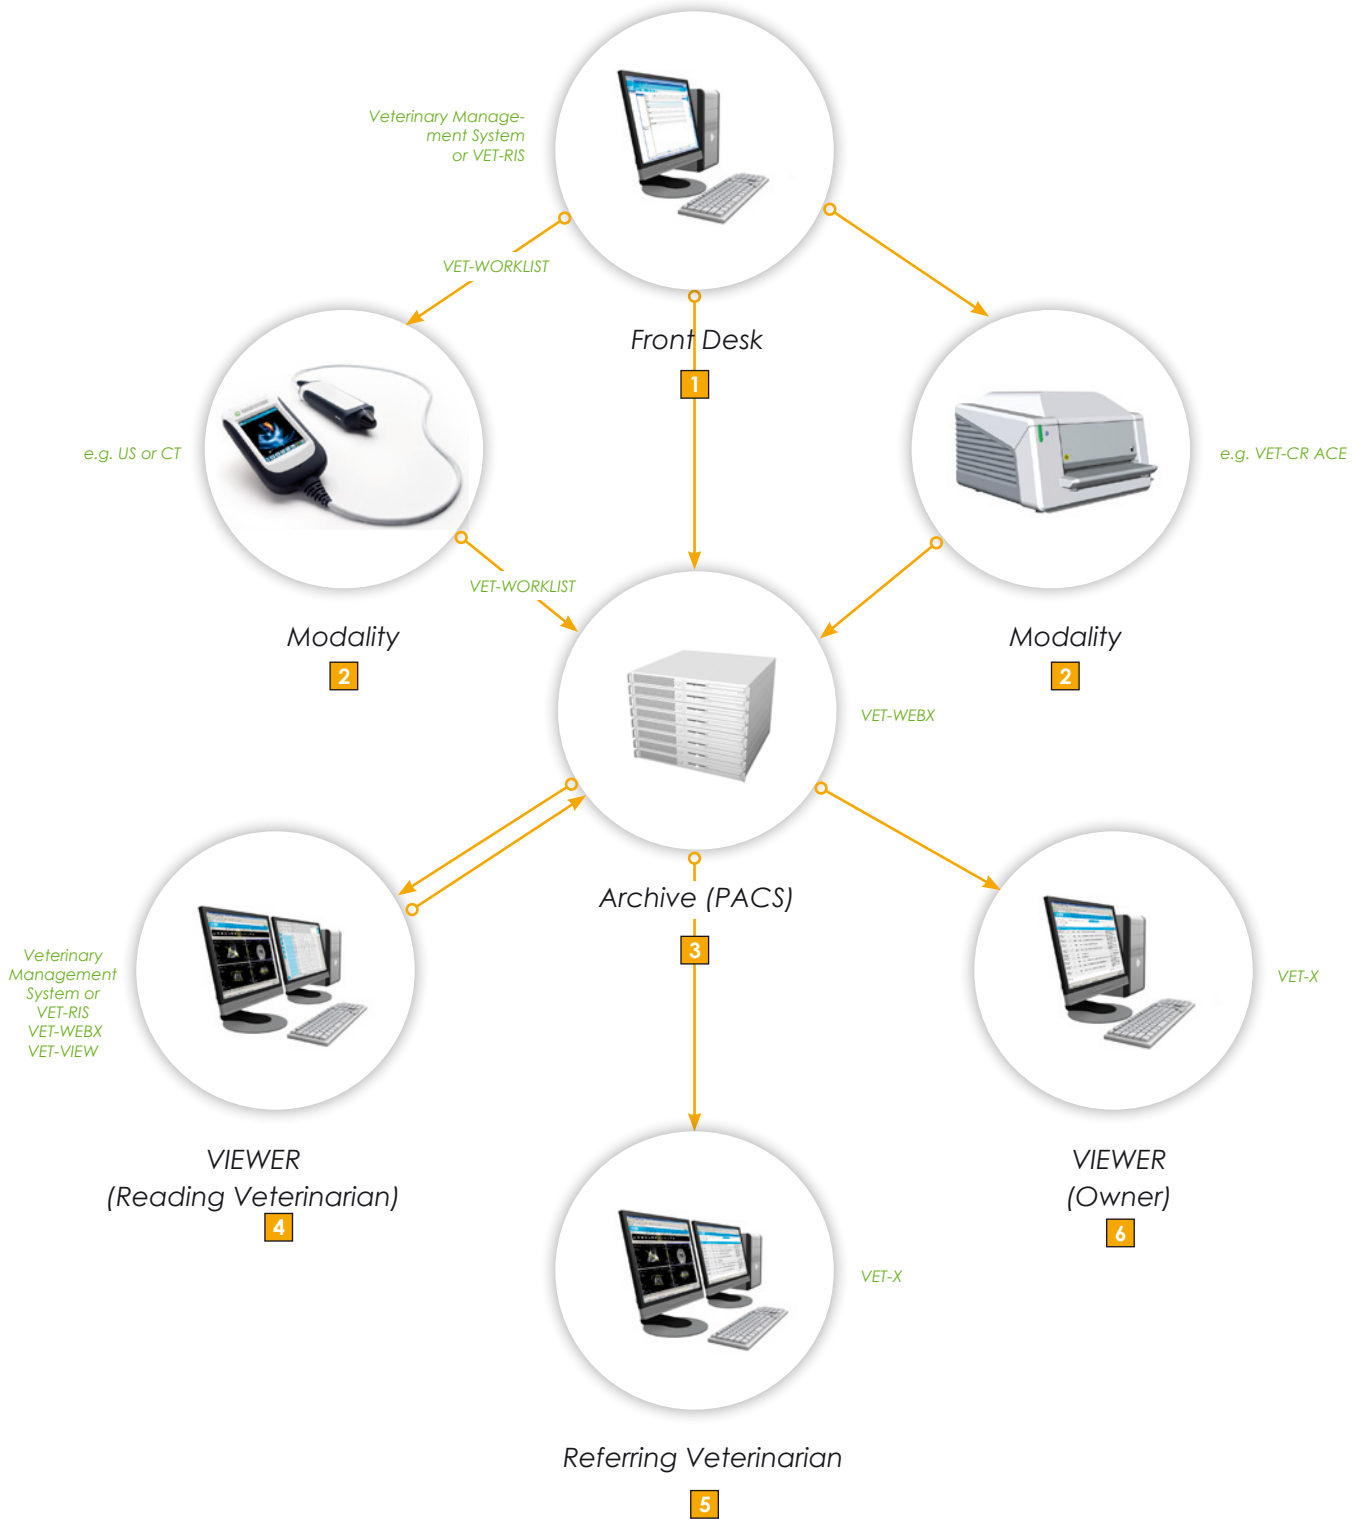 Veterinary Manage-
ment System
or VET-RIS
VET-WORKLIST
Front Desk
1
e.g. US or CT
e.g. VET-CR ACE
VET-WORKLIST
Modality
2
Modality
2
VET-WEBX
Archive (PACS)
3
Veterinary
Management
System or
VET-RIS
VET-WEBX
VET-VIEW
VET-X
VIEWER
(Reading Veterinarian)
4
VIEWER
(Owner)
6
VET-X
Referring Veterinarian
5